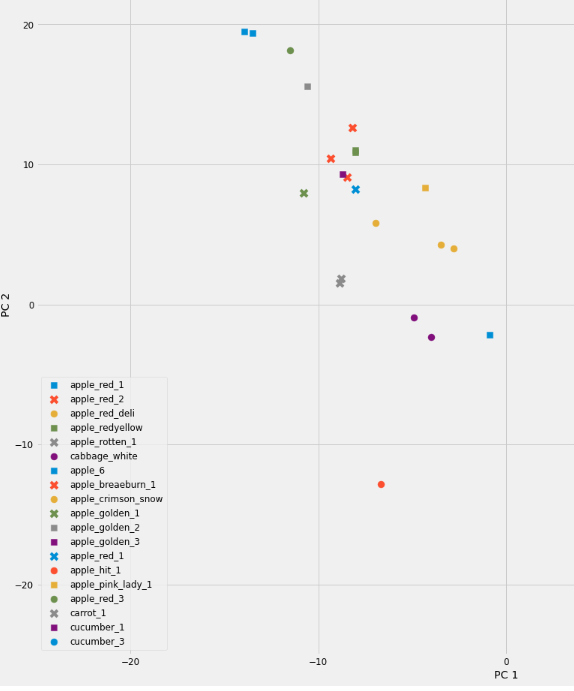 20
10
0
−10
−20
PC 2
apple_red_1
apple_red_2
apple_red_deli
apple_redyellow
apple_rotten_1
cabbage_white
apple_6
apple_breaeburn_1
apple_crimson_snow
apple_golden_1
apple_golden_2
apple_golden_3
apple_red_1
apple_hit_1
apple_pink_lady_1
apple_red_3
carrot_1
cucumber_1
cucumber_3
−20
−10
0
PC 1